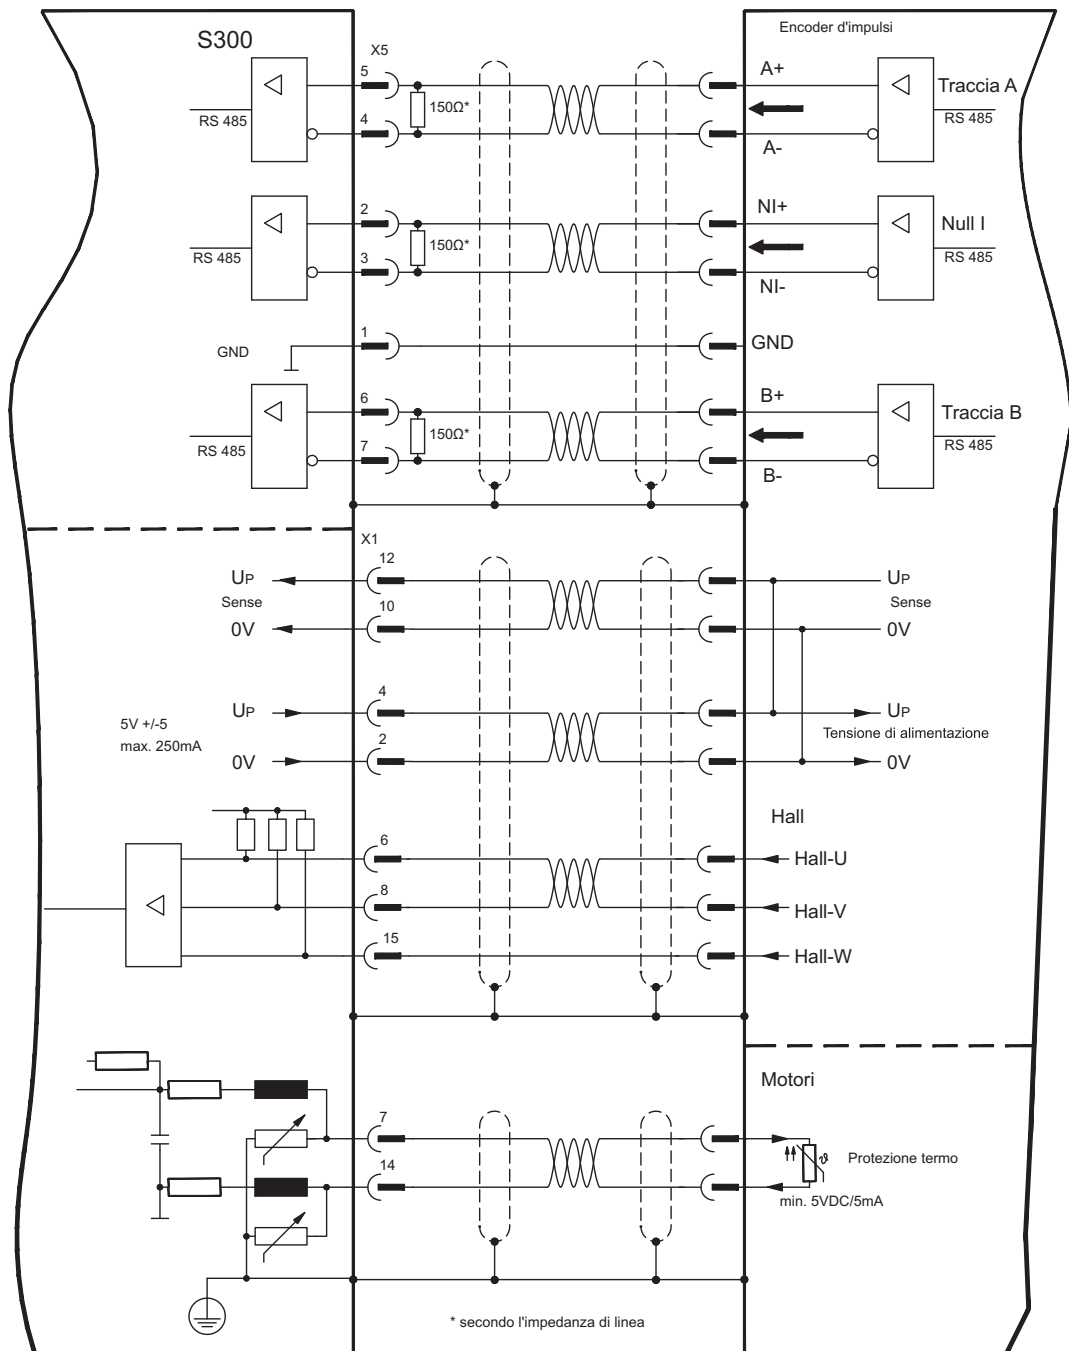 S300
X5
Encoder d'impulsi
5
A+
Traccia A
RS 485
150Ω*
RS 485
4
A-
2
NI+
Null I
RS 485
150Ω*
RS 485
3
NI-
1
GND
GND
6
B+
Traccia B
RS 485
150Ω*
RS 485
7
B-
X1
12
UP
UP
Sense
Sense
10
0V
0V
4
UP
UP
5V +/-5
max. 250mA
Tensione di alimentazione
2
0V
0V
Hall
6
Hall-U
8
Hall-V
15
Hall-W
Motori
7
14
ϑ
Protezione termo
min. 5VDC/5mA
* secondo l'impedanza di linea